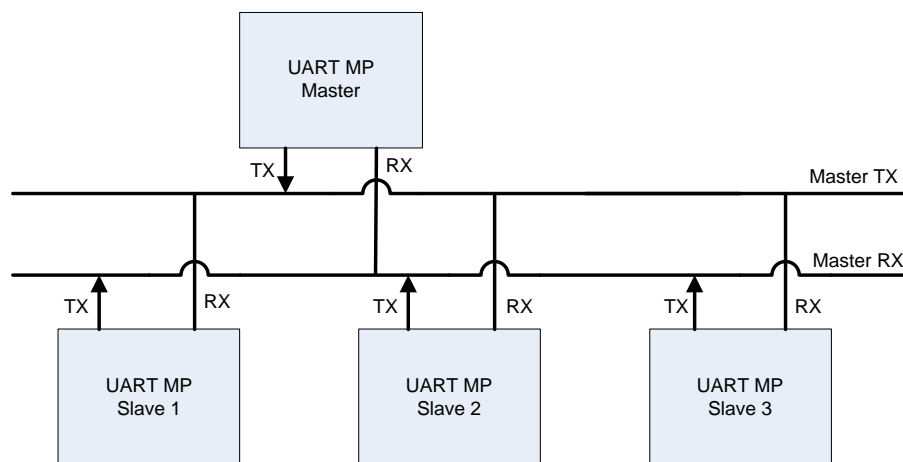 UART MP
Master
TX
RX
Master TX
Master RX
TX
RX
TX
RX
TX
RX
UART MP
Slave 1
UART MP
Slave 2
UART MP
Slave 3